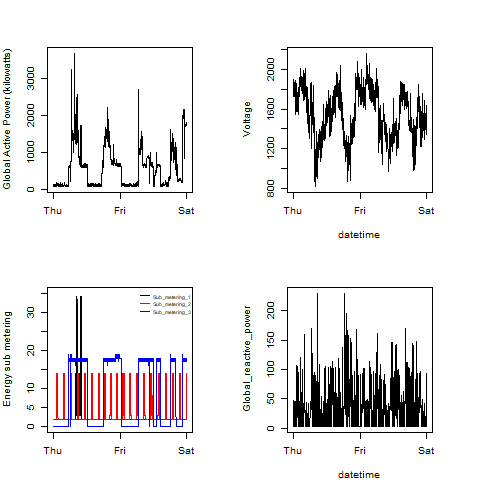 Global Active Power (kilowatts)
0
1000
2000
3000
Thu
Fri
Sat
Voltage
800
1200
1600
2000
Thu
Fri
Sat
datetime
Energy sub metering
0
5
10
20
30
Thu
Fri
Sat
Sub_metering_1
Sub_metering_2
Sub_metering_3
Global_reactive_power
0
50
100
150
200
Thu
Fri
Sat
datetime